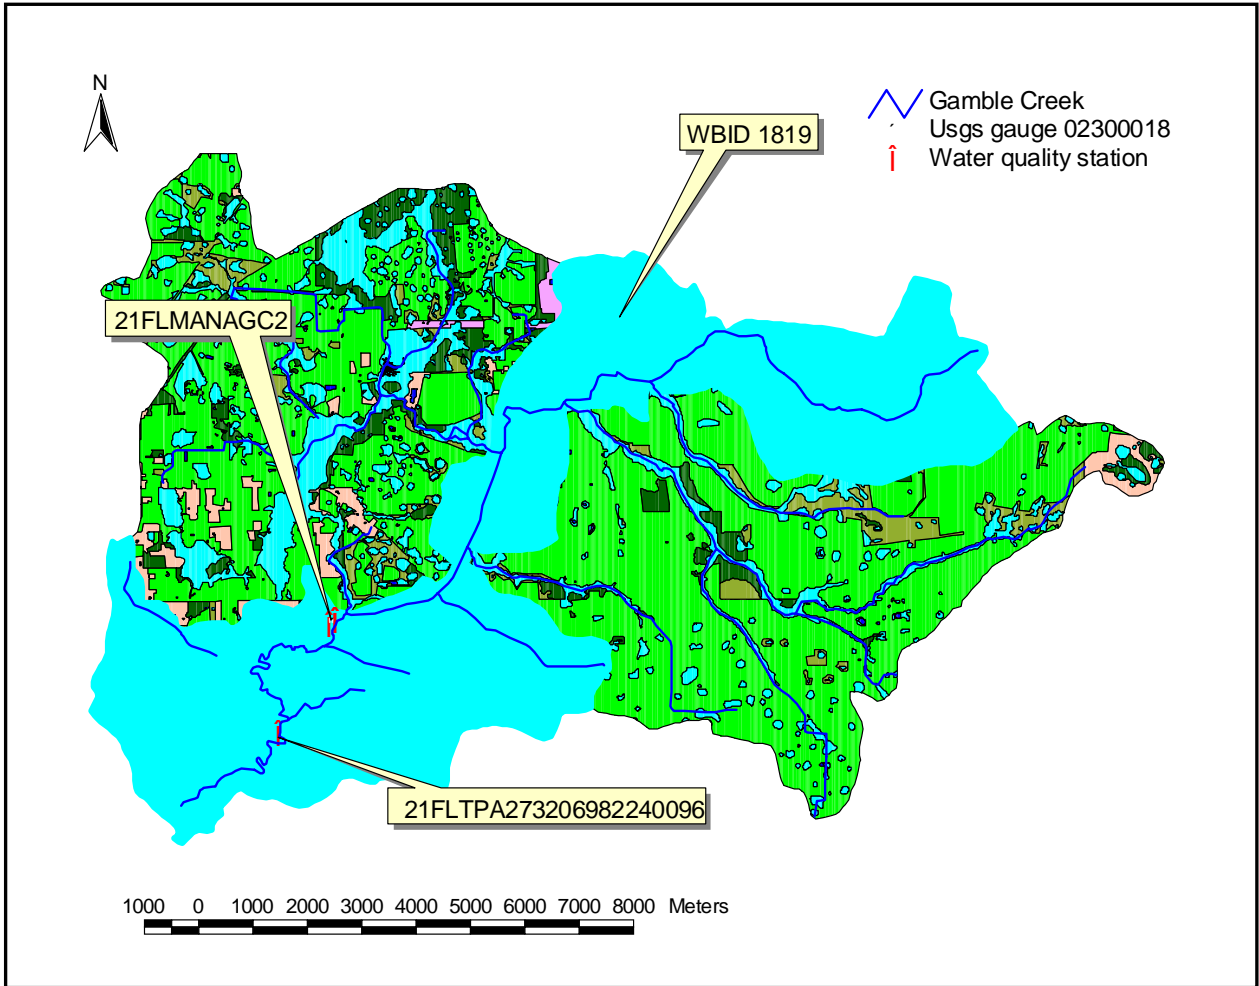 N
Gamble Creek
Usgs gauge 02300018
Water quality station
WBID 1819
21FLMANAGC2
21FLTPA273206982240096
1000 0 1000 2000 3000 4000 5000 6000 7000 8000 Meters